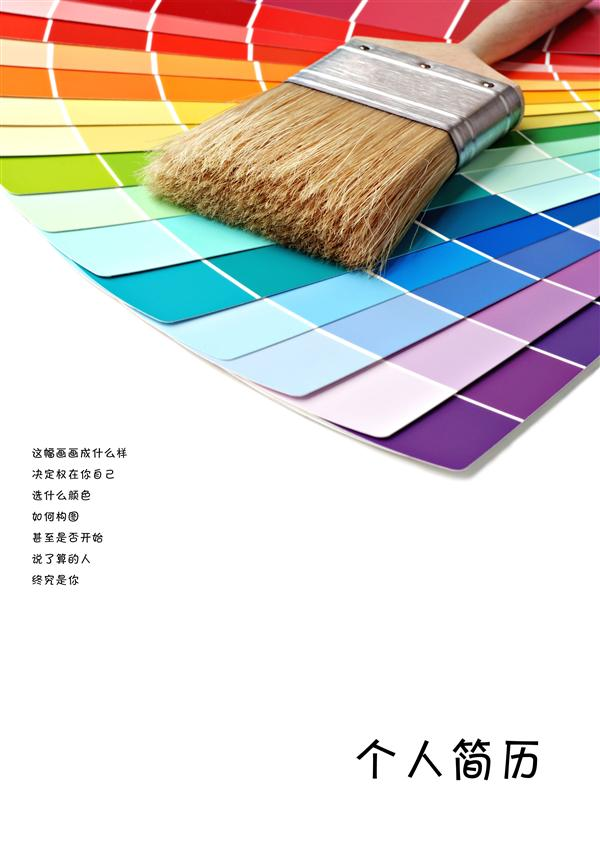 这幅画画成什么样
决定权在你自己
选什么颜色
如何构图
甚至是否开始
说了算的人
终究是你
个人简历